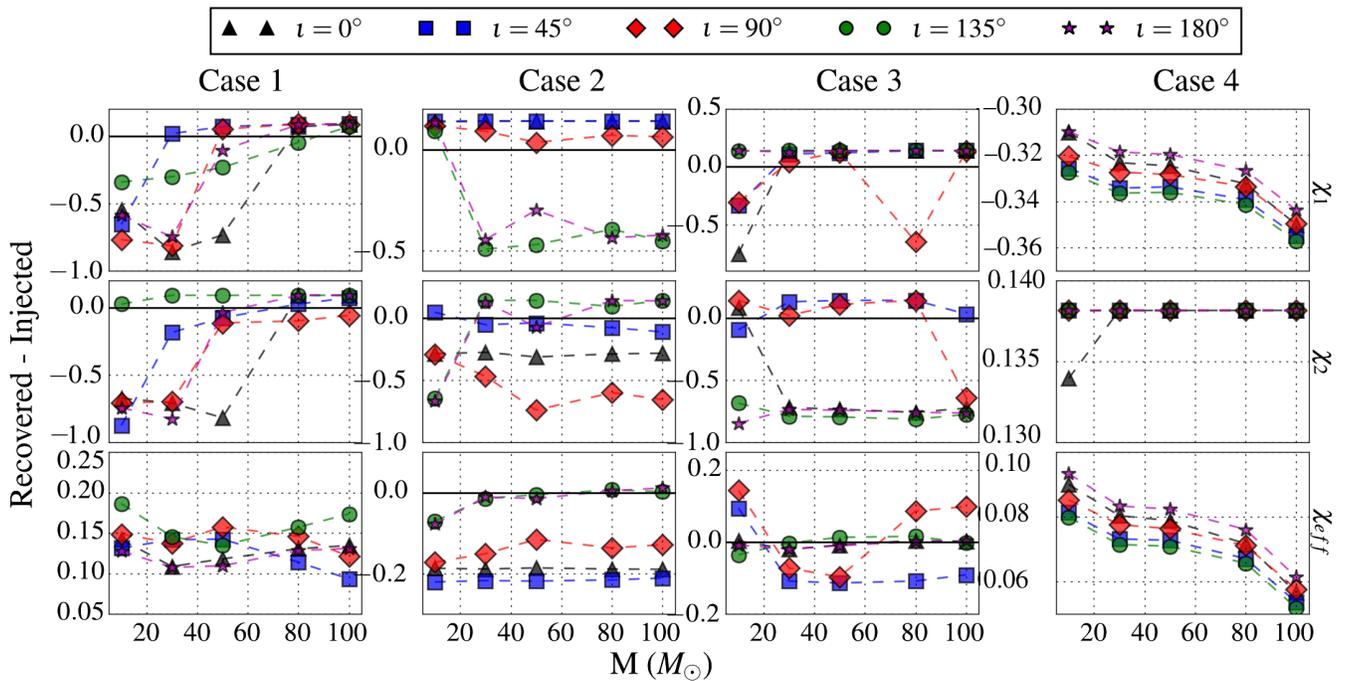 ι = 0° ι = 45° ι = 90° ι = 135° ι = 180°
Case 1 Case 2 Case 3 Case 4
0.0 −0.5 −1.0
0.0 −0.5
0.5 0.0 −0.5
−0.30 −0.32 −0.34 −0.36
χ₁
0.0 −0.5 −1.0
0.0 −0.5 −1.0
0.0 −0.5 −1.0
0.140 0.135 0.130
χ₂
0.25 0.20 0.15 0.10 0.05
0.0 −0.2
0.2 0.0 −0.2
0.10 0.08 0.06
χ_eff
Recovered - Injected
20 40 60 80 100 20 40 60 80 100 20 40 60 80 100 20 40 60 80 100
M (M☉)